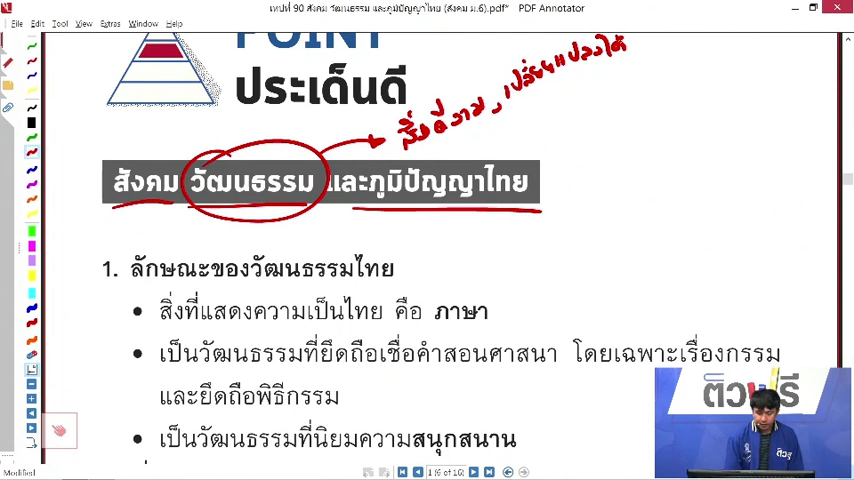 เทปที่ 90 สังคม วัฒนธรรม และภูมิปัญญาไทย (สังคม ม.6).pdf* - PDF Annotator
File Edit Tool View Extras Window Help
POINT
ประเด็นดี
สิ่งดีงาม, เปลี่ยนแปลงได้
สังคม วัฒนธรรม และภูมิปัญญาไทย
1. ลักษณะของวัฒนธรรมไทย
• สิ่งที่แสดงความเป็นไทย คือ ภาษา
• เป็นวัฒนธรรมที่ยึดถือเชื่อคำสอนศาสนา โดยเฉพาะเรื่องกรรม
และยึดถือพิธีกรรม
• เป็นวัฒนธรรมที่นิยมความสนุกสนาน
ติวฟรี
Modified
1 (6 of 16)